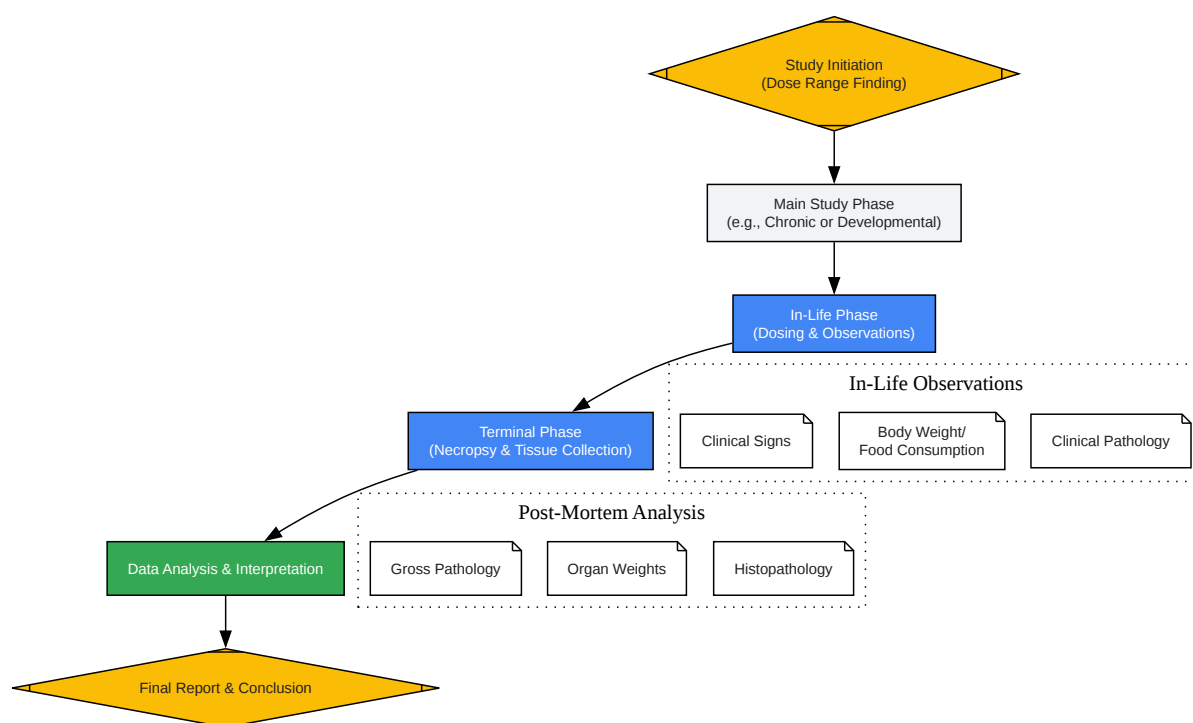 Study Initiation
(Dose Range Finding)
Main Study Phase
(e.g., Chronic or Developmental)
In-Life Phase
(Dosing & Observations)
In-Life Observations
Terminal Phase
(Necropsy & Tissue Collection)
Clinical Signs
Body Weight/
Food Consumption
Clinical Pathology
Post-Mortem Analysis
Data Analysis & Interpretation
Gross Pathology
Organ Weights
Histopathology
Final Report & Conclusion